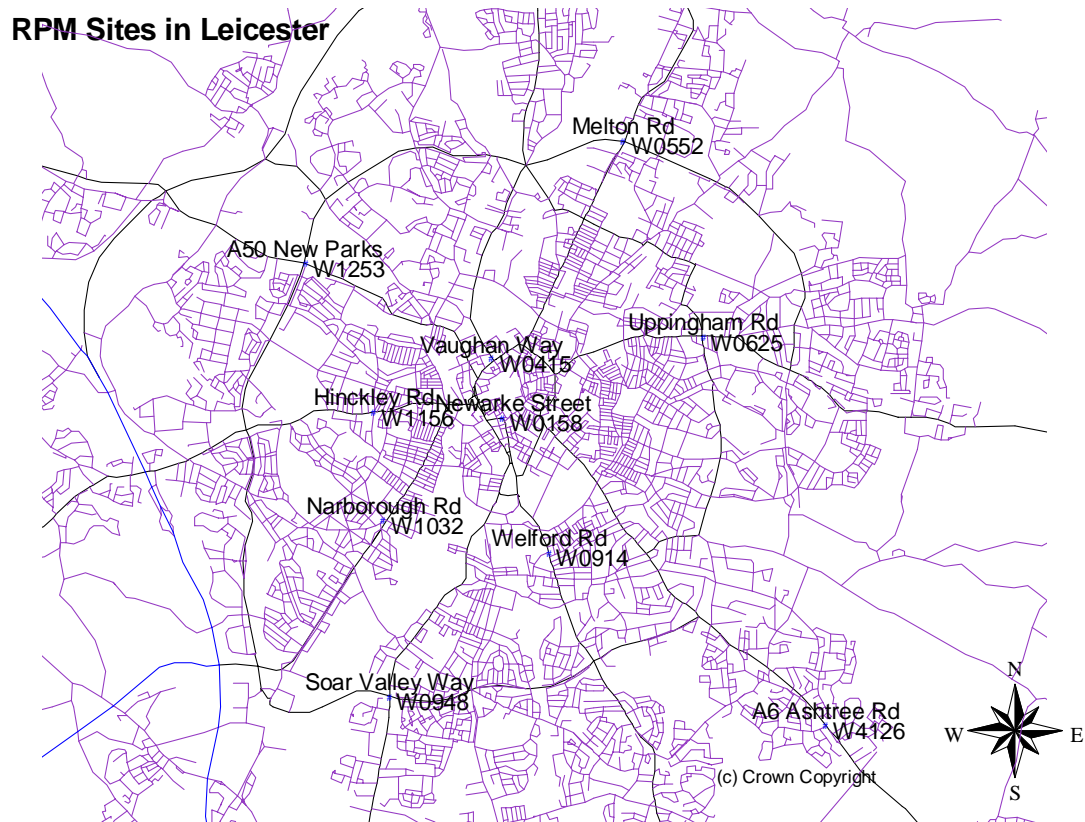 RPM Sites in Leicester
Melton Rd
W0552
A50 New Parks
W1253
Uppingham Rd
W0625
Vaughan Way
W0415
Hinckley Rd
W1156
Newarke Street
W0158
Narborough Rd
W1032
Welford Rd
W0914
Soar Valley Way
W0948
A6 Ashtree Rd
W4126
N
W
E
S
(c) Crown Copyright